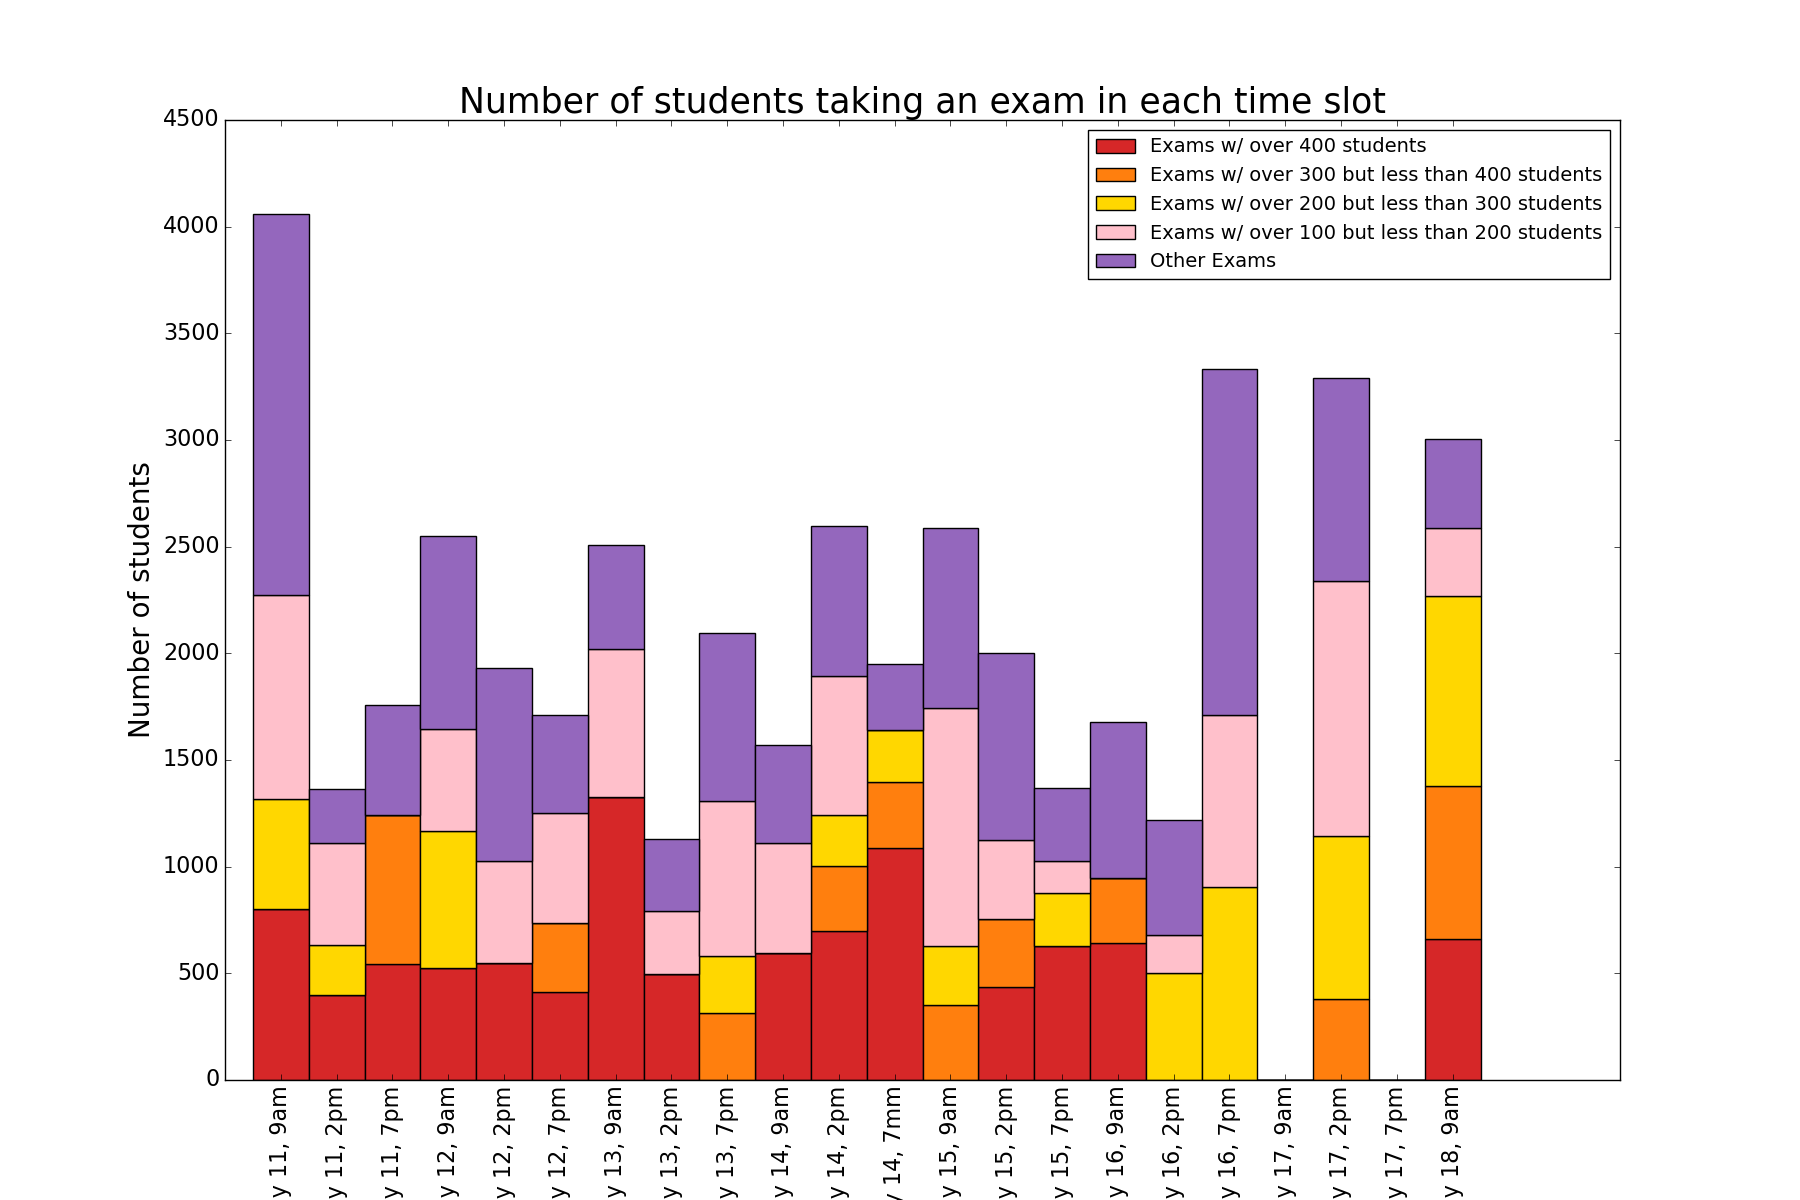 Number of students taking an exam in each time slot
Exams w/ over 400 students
Exams w/ over 300 but less than 400 students
Exams w/ over 200 but less than 300 students
Exams w/ over 100 but less than 200 students
Other Exams
Number of students
4500
4000
3500
3000
2500
2000
1500
1000
500
0
y 11, 9am
y 11, 2pm
y 11, 7pm
y 12, 9am
y 12, 2pm
y 12, 7pm
y 13, 9am
y 13, 2pm
y 13, 7pm
y 14, 9am
y 14, 2pm
y 14, 7mm
y 15, 9am
y 15, 2pm
y 15, 7pm
y 16, 9am
y 16, 2pm
y 16, 7pm
y 17, 9am
y 17, 2pm
y 17, 7pm
y 18, 9am